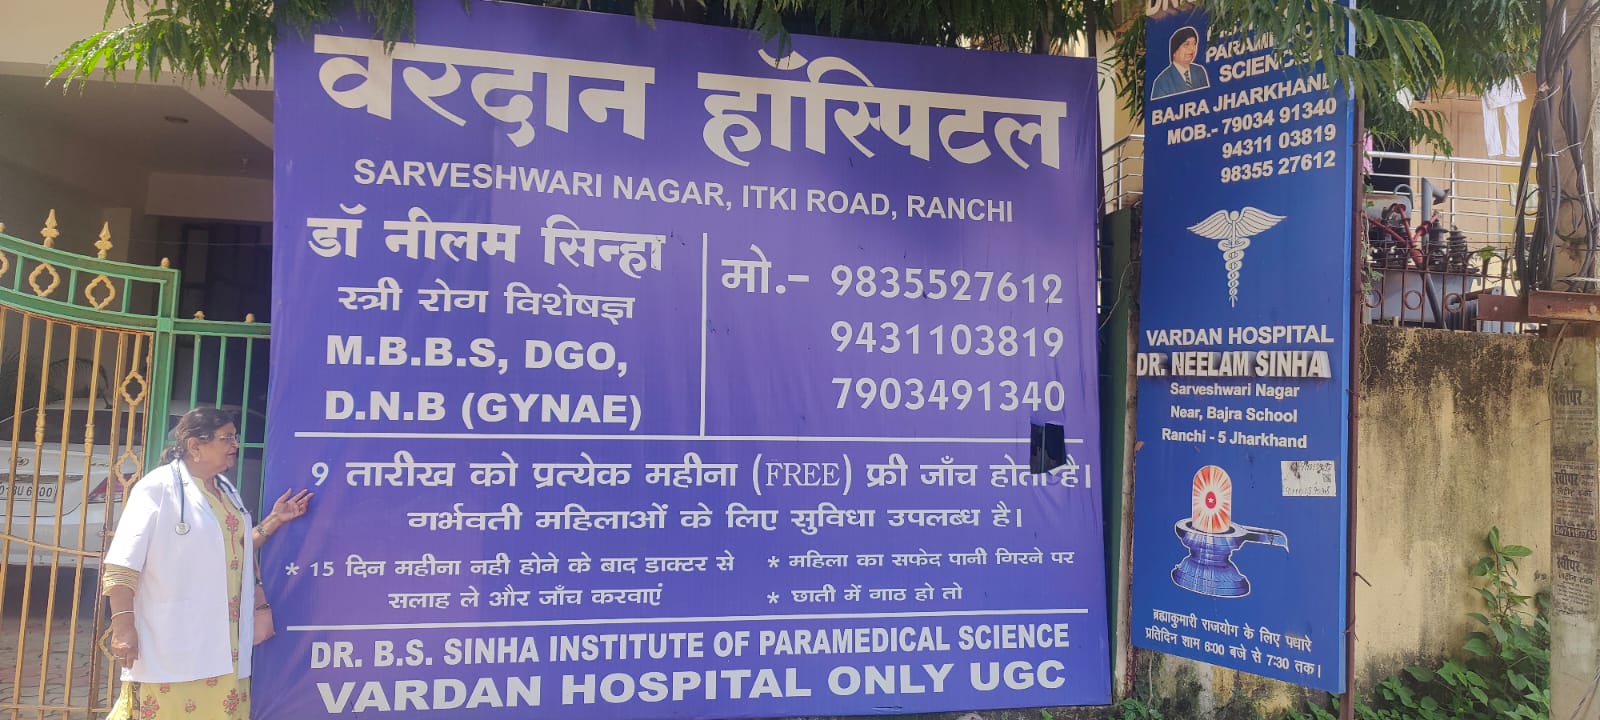 वरदान हॉस्पिटल
SARVESHWARI NAGAR, ITKI ROAD, RANCHI
डॉ नीलम सिन्हा
स्त्री रोग विशेषज्ञ
M.B.B.S, DGO,
D.N.B (GYNAE)
मो.- 9835527612
9431103819
7903491340
9 तारीख को प्रत्येक महीना (FREE) फ्री जाँच होता है।
गर्भवती महिलाओं के लिए सुविधा उपलब्ध है।
* 15 दिन महीना नही होने के बाद डाक्टर से
सलाह ले और जाँच करवाएं
* महिला का सफेद पानी गिरने पर
* छाती में गाठ हो तो
DR. B.S. SINHA INSTITUTE OF PARAMEDICAL SCIENCE
VARDAN HOSPITAL ONLY UGC
SCIENCE
BAJRA JHARKHAND
MOB.- 79034 91340
94311 03819
98355 27612
VARDAN HOSPITAL
DR. NEELAM SINHA
Sarveshwari Nagar
Near, Bajra School
Ranchi - 5 Jharkhand
ब्रह्माकुमारी राजयोग के लिए पधारे
प्रतिदिन शाम 6:00 बजे से 7:30 तक।
स्वीपर
स्वीपर